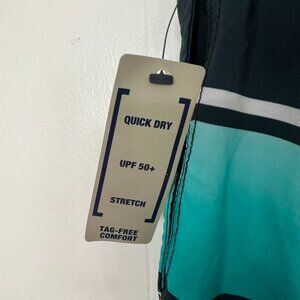 QUICK DRY
UPF 50+
STRETCH
TAG-FREE
COMFORT